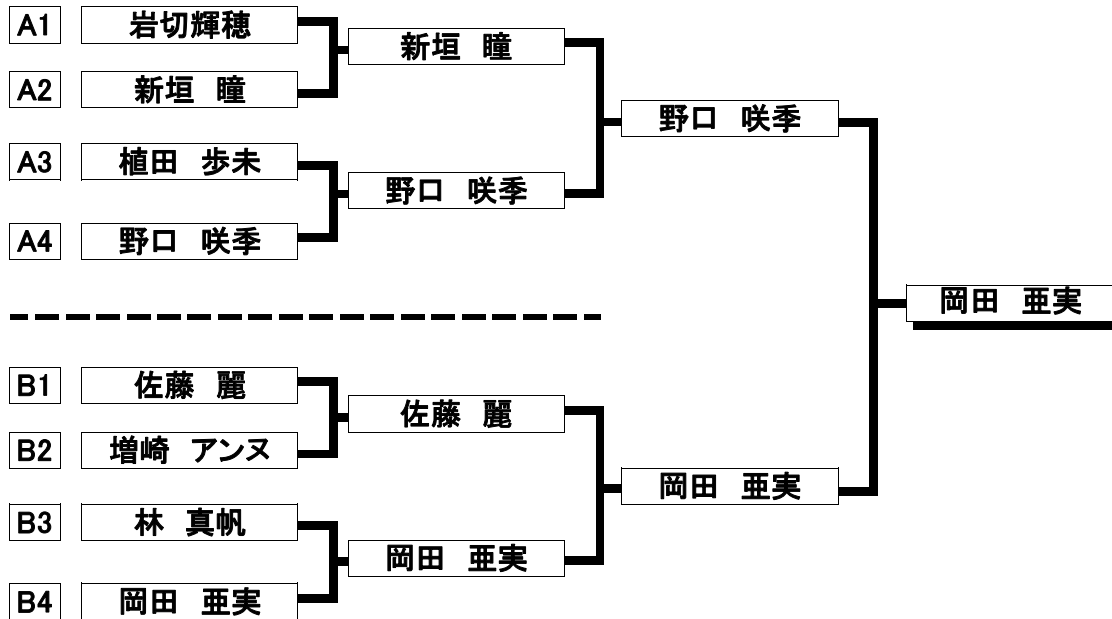 A1 岩切輝穂
新垣 瞳
A2 新垣 瞳
野口 咲季
A3 植田 歩未
野口 咲季
A4 野口 咲季
岡田 亜実
B1 佐藤 麗
佐藤 麗
B2 増崎 アンヌ
岡田 亜実
B3 林 真帆
岡田 亜実
B4 岡田 亜実